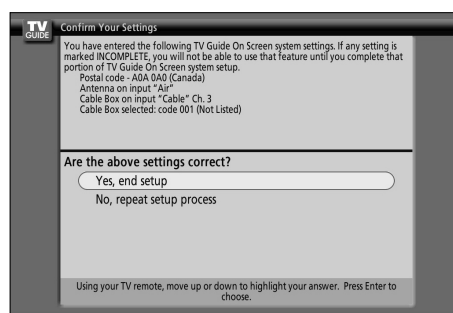 TV
GUIDE
Confirm Your Settings
You have entered the following TV Guide On Screen system settings. If any setting is
marked INCOMPLETE, you will not be able to use that feature until you complete that
portion of TV Guide On Screen system setup.
Postal code - A0A 0A0 (Canada)
Antenna on input "Air"
Cable Box on input "Cable" Ch. 3
Cable Box selected: code 001 (Not Listed)
Are the above settings correct?
Yes, end setup
No, repeat setup process
Using your TV remote, move up or down to highlight your answer. Press Enter to
choose.